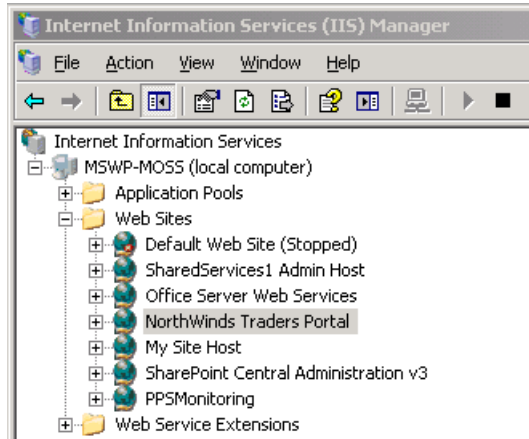 Internet Information Services (IIS) Manager
File Action View Window Help
Internet Information Services
MSWP-MOSS (local computer)
Application Pools
Web Sites
Default Web Site (Stopped)
SharedServices1 Admin Host
Office Server Web Services
NorthWinds Traders Portal
My Site Host
SharePoint Central Administration v3
PPSMonitoring
Web Service Extensions